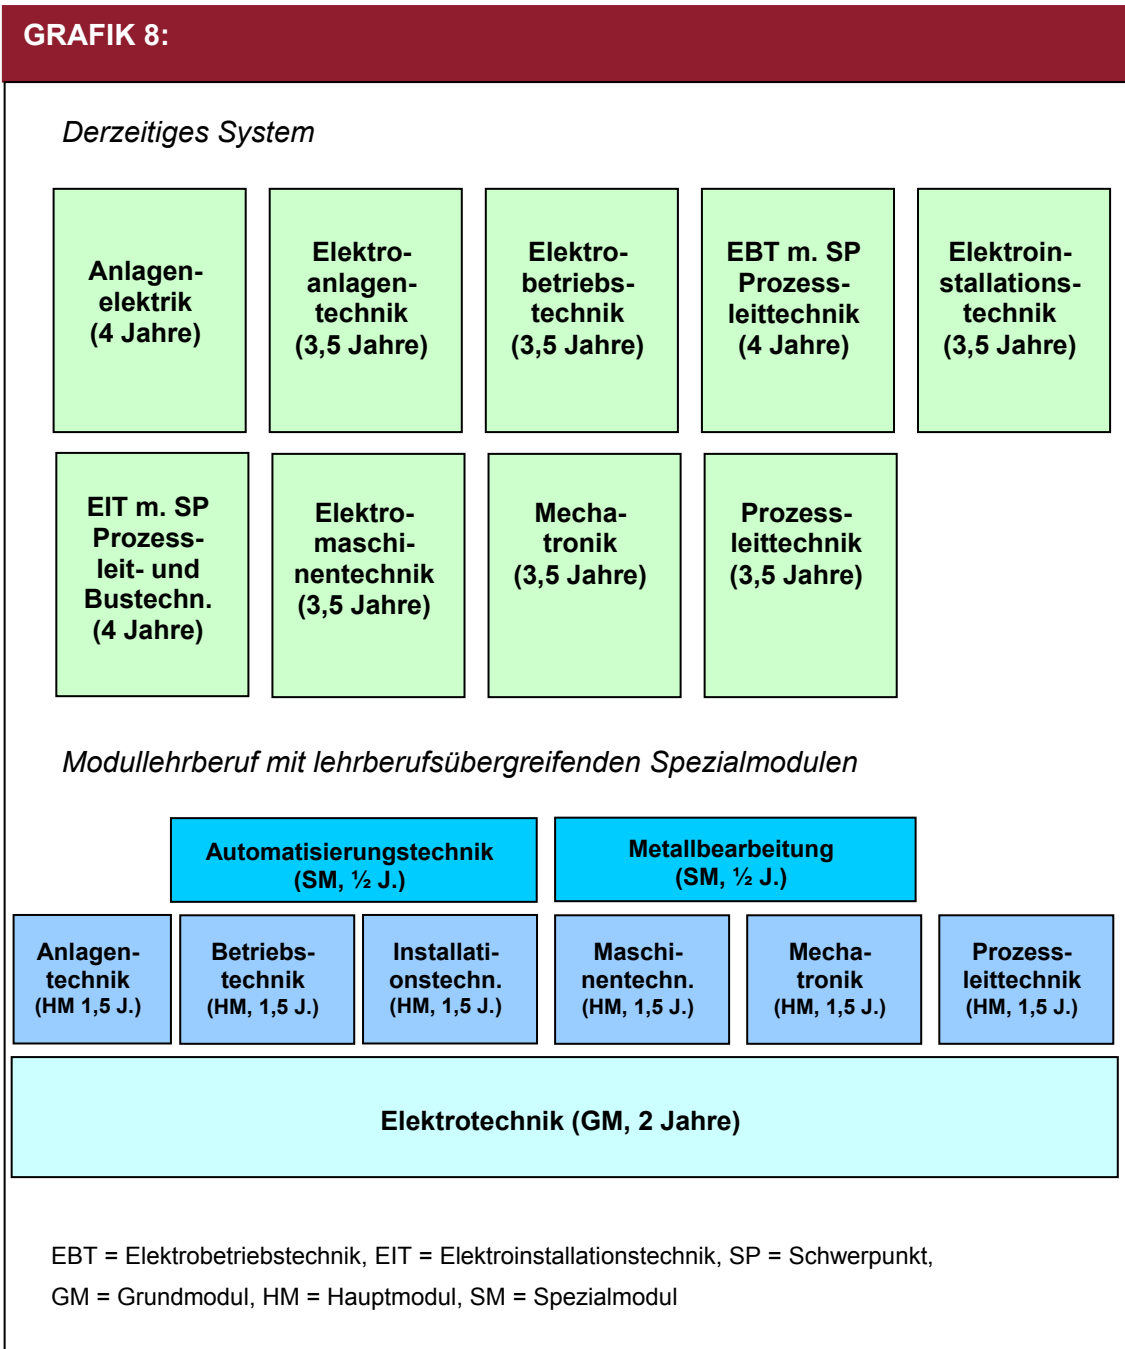 GRAFIK 8:
Derzeitiges System
Anlagen-
elektrik
(4 Jahre)
Elektro-
anlagen-
technik
(3,5 Jahre)
Elektro-
betriebs-
technik
(3,5 Jahre)
EBT m. SP
Prozess-
leittechnik
(4 Jahre)
Elektroin-
stallations-
technik
(3,5 Jahre)
EIT m. SP
Prozess-
leit- und
Bustechn.
(4 Jahre)
Elektro-
maschi-
nentechnik
(3,5 Jahre)
Mecha-
tronik
(3,5 Jahre)
Prozess-
leittechnik
(3,5 Jahre)
Modullehrberuf mit lehrberufsübergreifenden Spezialmodulen
Automatisierungstechnik
(SM, ½ J.)
Metallbearbeitung
(SM, ½ J.)
Anlagen-
technik
(HM 1,5 J.)
Betriebs-
technik
(HM, 1,5 J.)
Installati-
onstechn.
(HM, 1,5 J.)
Maschi-
nentechn.
(HM, 1,5 J.)
Mecha-
tronik
(HM, 1,5 J.)
Prozess-
leittechnik
(HM, 1,5 J.)
Elektrotechnik (GM, 2 Jahre)
EBT = Elektrobetriebstechnik, EIT = Elektroinstallationstechnik, SP = Schwerpunkt,
GM = Grundmodul, HM = Hauptmodul, SM = Spezialmodul